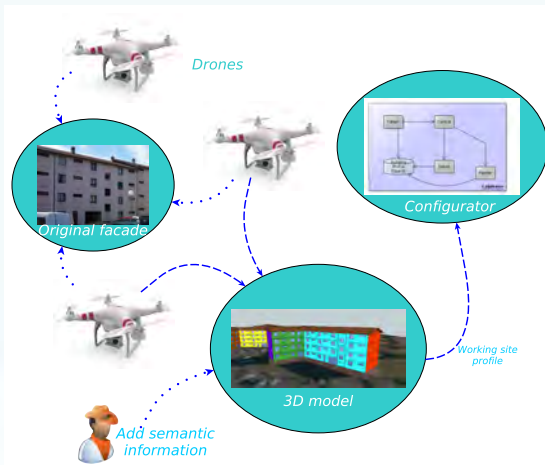 Drones
Original facade
Configurator
3D model
Working site
profile
Add semantic
information